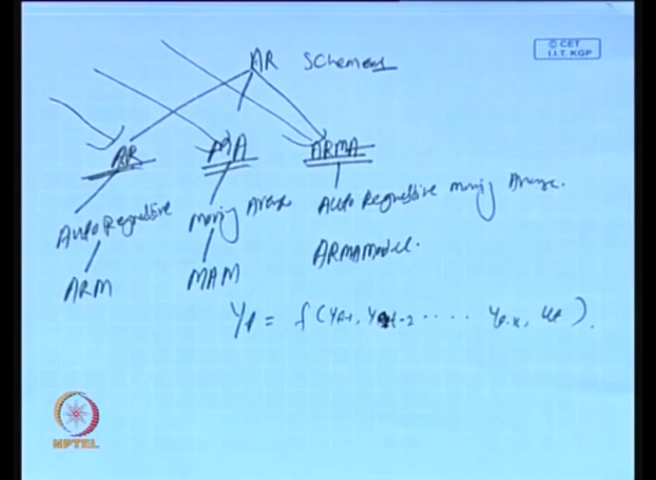 AR Schemes
© CET
I.I.T. KGP
AR MA ARMA
Auto Regressive Moving Average Auto Regressive moving Average.
ARM MAM ARMA Model.
Yt = f(Yt-1, Yt-2 ..... Yt-k, Ut).
NPTEL